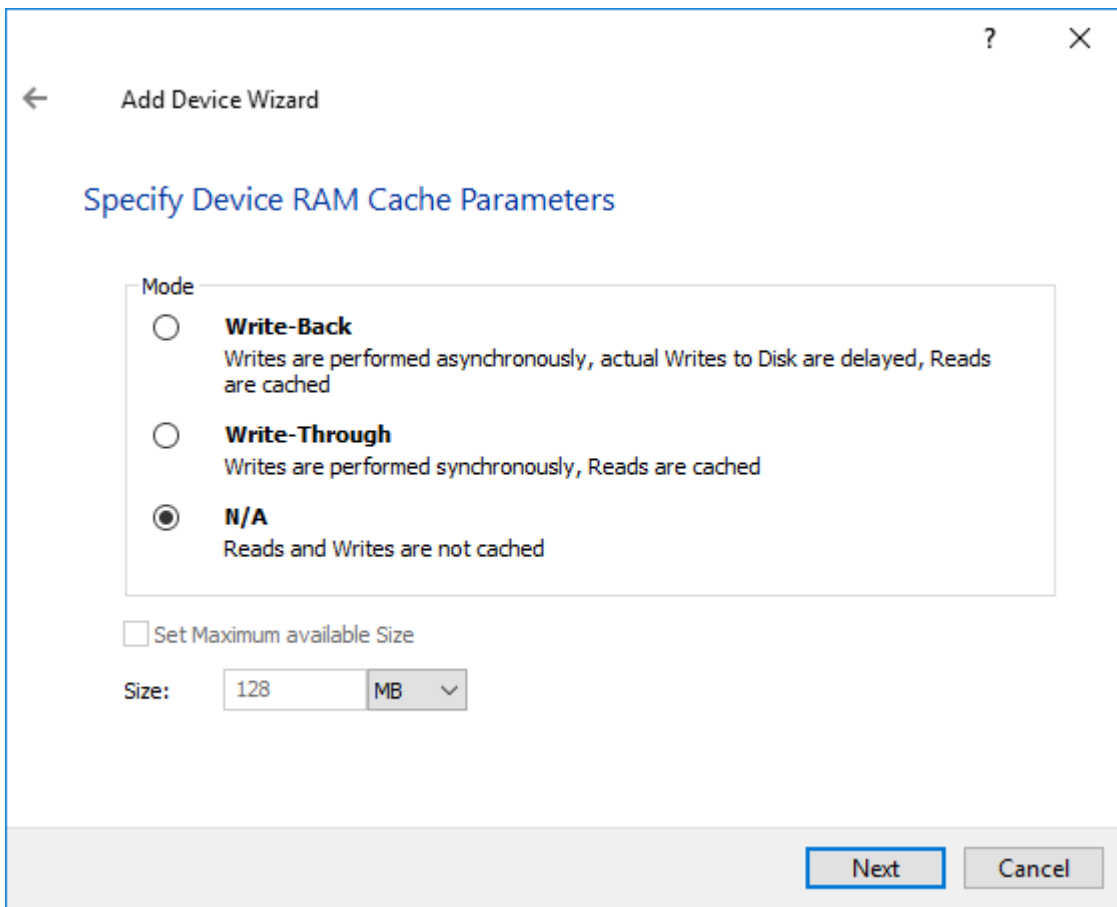 ?
Add Device Wizard
Specify Device RAM Cache Parameters
Mode
Write-Back
Writes are performed asynchronously, actual Writes to Disk are delayed, Reads
are cached
Write-Through
Writes are performed synchronously, Reads are cached
N/A
Reads and Writes are not cached
Set Maximum available Size
Size: 128 MB
Next Cancel